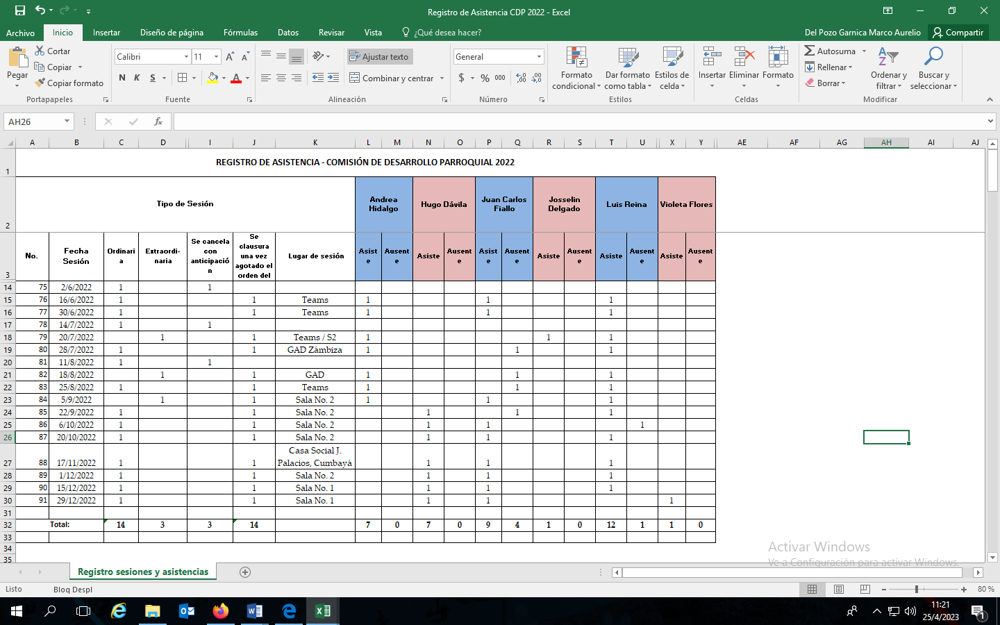 Registro de Asistencia CDP 2022 - Excel
Archivo Inicio Insertar Diseño de página Fórmulas Datos Revisar Vista ¿Qué desea hacer? Del Pozo Garnica Marco Aurelio Compartir
Pegar Cortar Copiar Copiar formato
Calibri 11 N K S
Ajustar texto Combinar y centrar
General $ % 000
Formato condicional Dar formato como tabla Estilos de celda
Insertar Eliminar Formato
Autosuma Rellenar Borrar Ordenar y filtrar Buscar y seleccionar
Portapapeles Fuente Alineación Número Estilos Celdas Modificar
AH26 fx
A B C D I J K L M N O P Q R S T U X Y AE AF AG AH AI AJ
1 REGISTRO DE ASISTENCIA - COMISIÓN DE DESARROLLO PARROQUIAL 2022
2 Tipo de Sesión Andrea Hidalgo Hugo Dávila Juan Carlos Fiallo Josselin Delgado Luis Reina Violeta Flores
3 No. Fecha Sesión Ordinaria Extraordi-naria Se cancela con anticipación Se clausura una vez agotado el orden del Lugar de sesión Asiste Ausente Asiste Ausente Asiste Ausente Asiste Ausente Asiste Ausente Asiste Ausente
14 75 2/6/2022 1 1
15 76 16/6/2022 1 1 Teams 1 1 1
16 77 30/6/2022 1 1 Teams 1 1 1
17 78 14/7/2022 1 1
18 79 20/7/2022 1 1 Teams / S2 1 1 1
19 80 28/7/2022 1 1 GAD Zámbiza 1 1 1
20 81 11/8/2022 1 1
21 82 18/8/2022 1 1 GAD 1 1 1
22 83 25/8/2022 1 1 Teams 1 1 1
23 84 5/9/2022 1 1 Sala No. 2 1 1 1
24 85 22/9/2022 1 1 Sala No. 2 1 1 1
25 86 6/10/2022 1 1 Sala No. 2 1 1 1
26 87 20/10/2022 1 1 Sala No. 2 1 1 1
27 88 17/11/2022 1 1 Casa Social J. Palacios, Cumbayá 1 1 1
28 89 1/12/2022 1 1 Sala No. 2 1 1 1
29 90 15/12/2022 1 1 Sala No. 1 1 1 1
30 91 29/12/2022 1 1 Sala No. 1 1 1 1
31
32 Total: 14 3 3 14 7 0 7 0 9 4 1 0 12 1 1 0
33
34
35
Activar Windows
Ve a Configuración para activar Windows.
Registro sesiones y asistencias
Listo Bloq Despl 80 %
11:21
25/4/2023
1